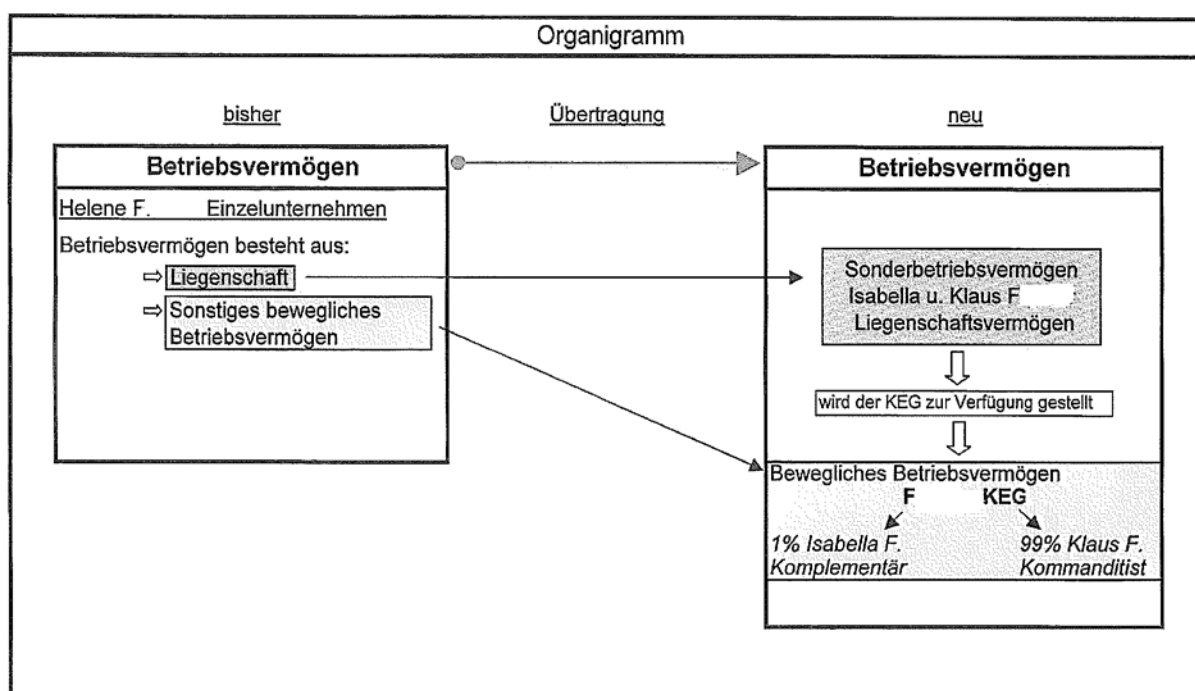 Organigramm
bisher
Übertragung
neu
Betriebsvermögen
Helene F. Einzelunternehmen
Betriebsvermögen besteht aus:
⇨ Liegenschaft
⇨ Sonstiges bewegliches
Betriebsvermögen
Betriebsvermögen
Sonderbetriebsvermögen
Isabella u. Klaus F
Liegenschaftsvermögen
wird der KEG zur Verfügung gestellt
Bewegliches Betriebsvermögen
F KEG
1% Isabella F.
Komplementär
99% Klaus F.
Kommanditist